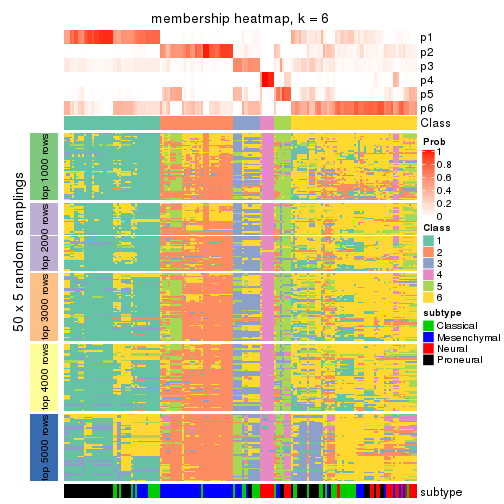 membership heatmap, k = 6
p1
p2
p3
p4
p5
p6
Class
50 x 5 random samplings
top 1000 rows
top 2000 rows
top 3000 rows
top 4000 rows
top 5000 rows
Prob
1
0.8
0.6
0.4
0.2
0
Class
1
2
3
4
5
6
subtype
Classical
Mesenchymal
Neural
Proneural
subtype